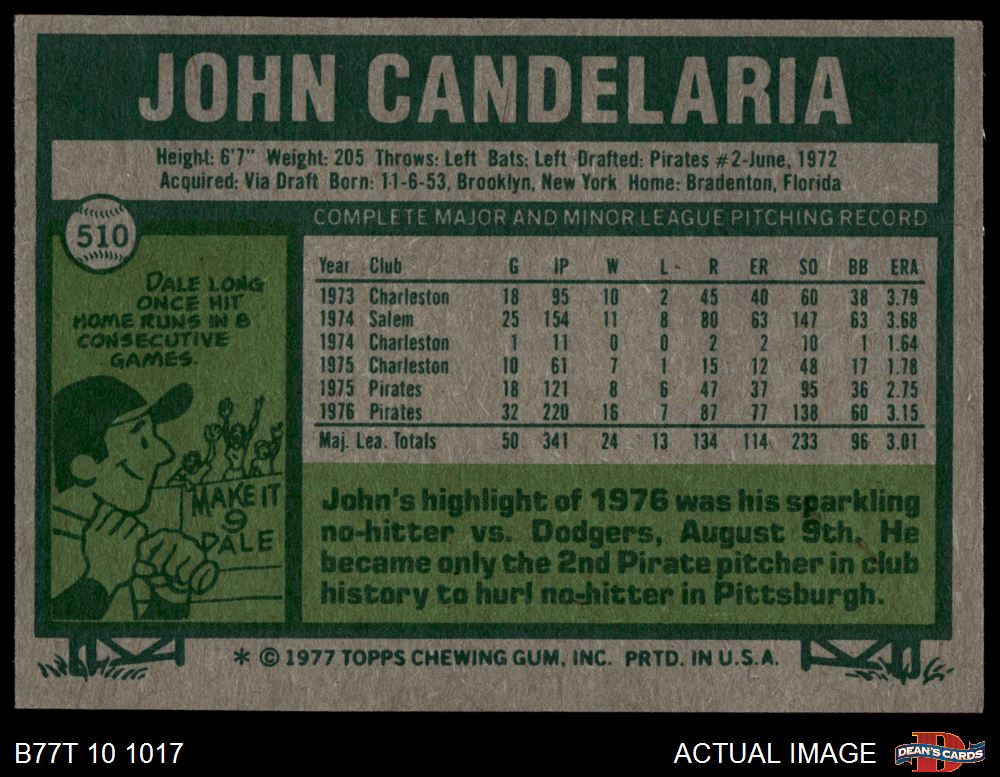 JOHN CANDELARIA
Height: 6'7" Weight: 205 Throws: Left Bats: Left Drafted: Pirates #2-June, 1972
Acquired: Via Draft Born: 11-6-53, Brooklyn, New York Home: Bradenton, Florida
510
COMPLETE MAJOR AND MINOR LEAGUE PITCHING RECORD
DALE LONG
ONCE HIT
HOME RUNS IN 8
CONSECUTIVE
GAMES.
MAKE IT
9
DALE
Year Club G IP W L R ER SO BB ERA
1973 Charleston 18 95 10 2 45 40 60 38 3.79
1974 Salem 25 154 11 8 80 63 147 63 3.68
1974 Charleston 1 11 0 0 2 2 10 1 1.64
1975 Charleston 10 61 7 1 15 12 48 17 1.78
1975 Pirates 18 121 8 6 47 37 95 36 2.75
1976 Pirates 32 220 16 7 87 77 138 60 3.15
Maj. Lea. Totals 50 341 24 13 134 114 233 96 3.01
John's highlight of 1976 was his sparkling
no-hitter vs. Dodgers, August 9th. He
became only the 2nd Pirate pitcher in club
history to hurl no-hitter in Pittsburgh.
* © 1977 TOPPS CHEWING GUM, INC. PRTD. IN U.S.A.
B77T 10 1017
ACTUAL IMAGE
D
DEAN'S CARDS